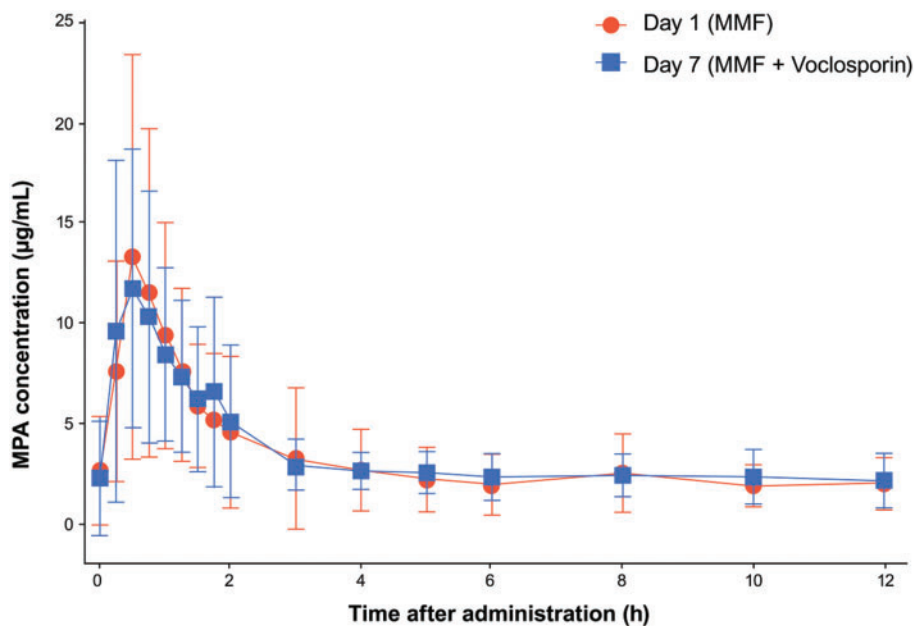 Day 1 (MMF)
Day 7 (MMF + Voclosporin)
MPA concentration (µg/mL)
25
20
15
10
5
0
0 2 4 6 8 10 12
Time after administration (h)